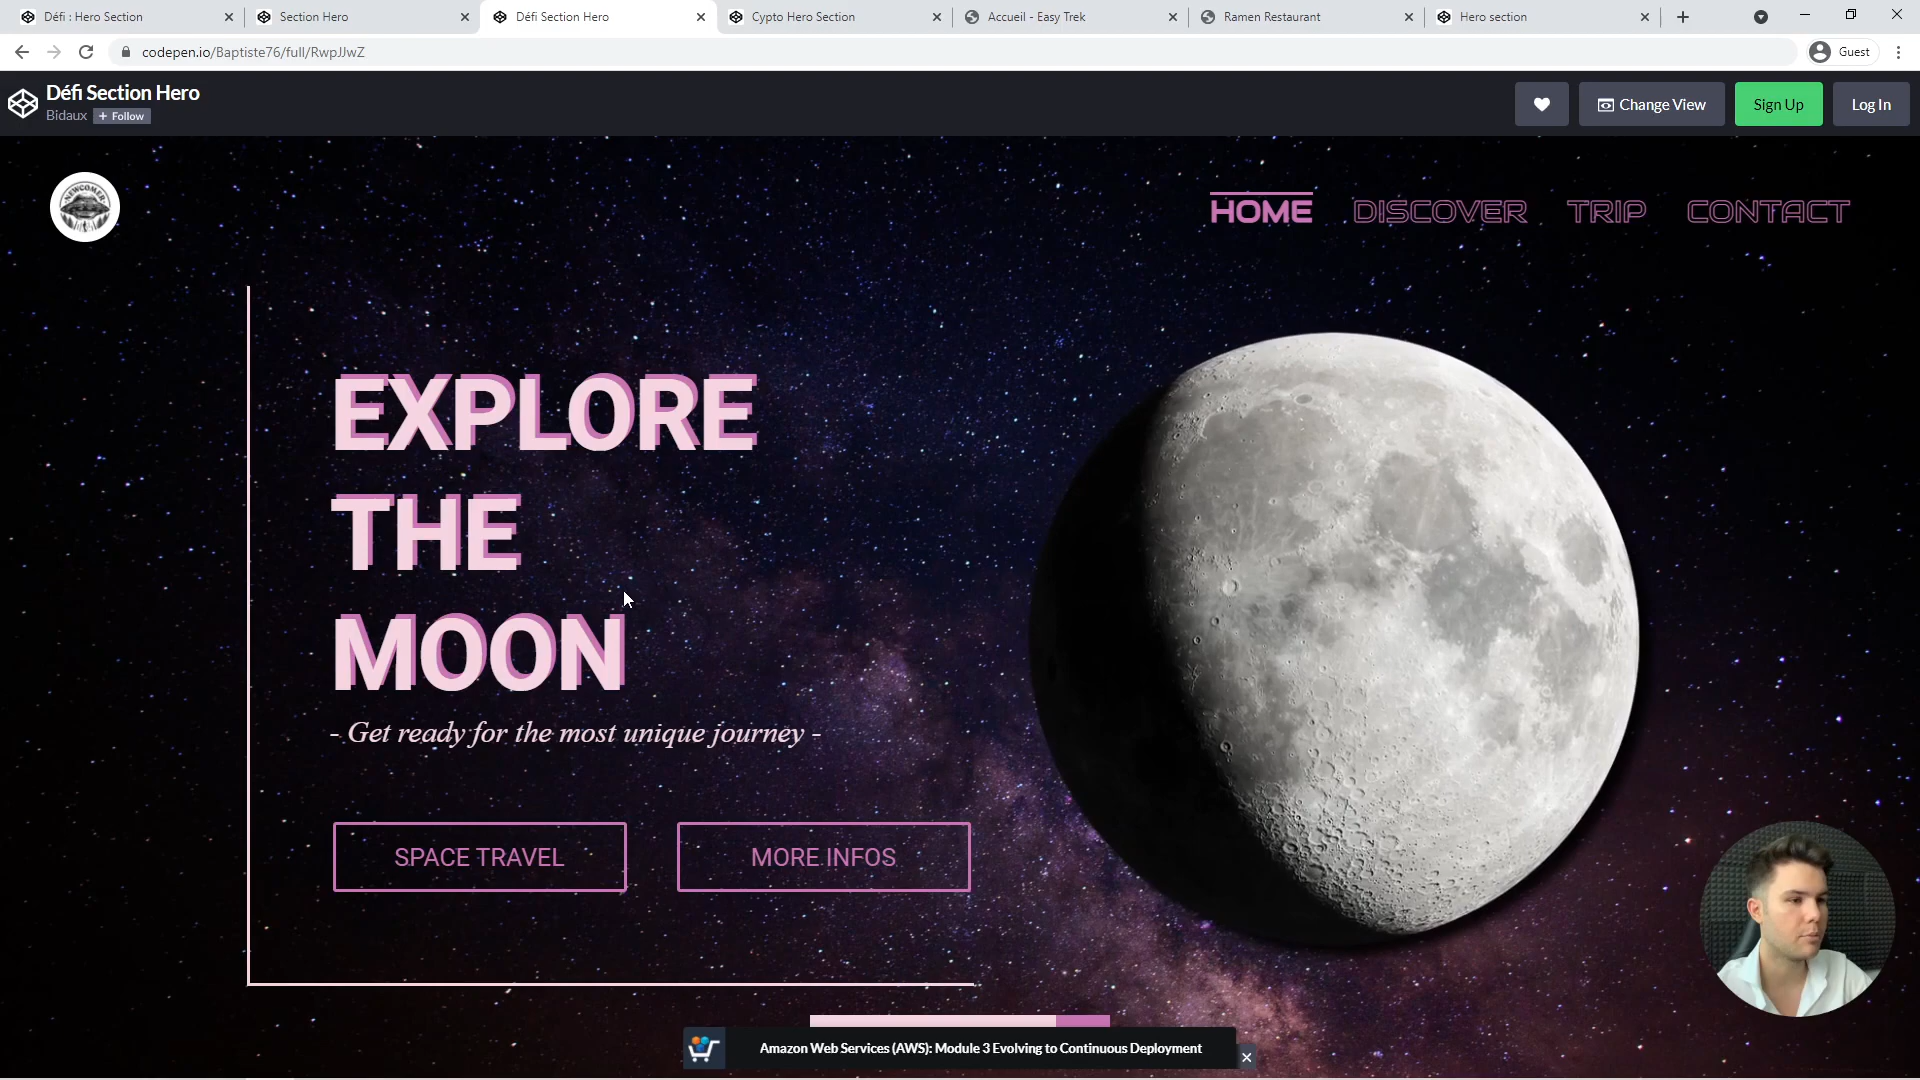 Défi : Hero Section
Section Hero
Défi Section Hero
Cypto Hero Section
Accueil - Easy Trek
Ramen Restaurant
Hero section
codepen.io/Baptiste76/full/RwpJJwZ
Guest
Défi Section Hero
Bidaux + Follow
Change View
Sign Up
Log In
NEWCOMER
HOME DISCOVER TRIP CONTACT
EXPLORE
THE
MOON
- Get ready for the most unique journey -
SPACE TRAVEL
MORE INFOS
Amazon Web Services (AWS): Module 3 Evolving to Continuous Deployment